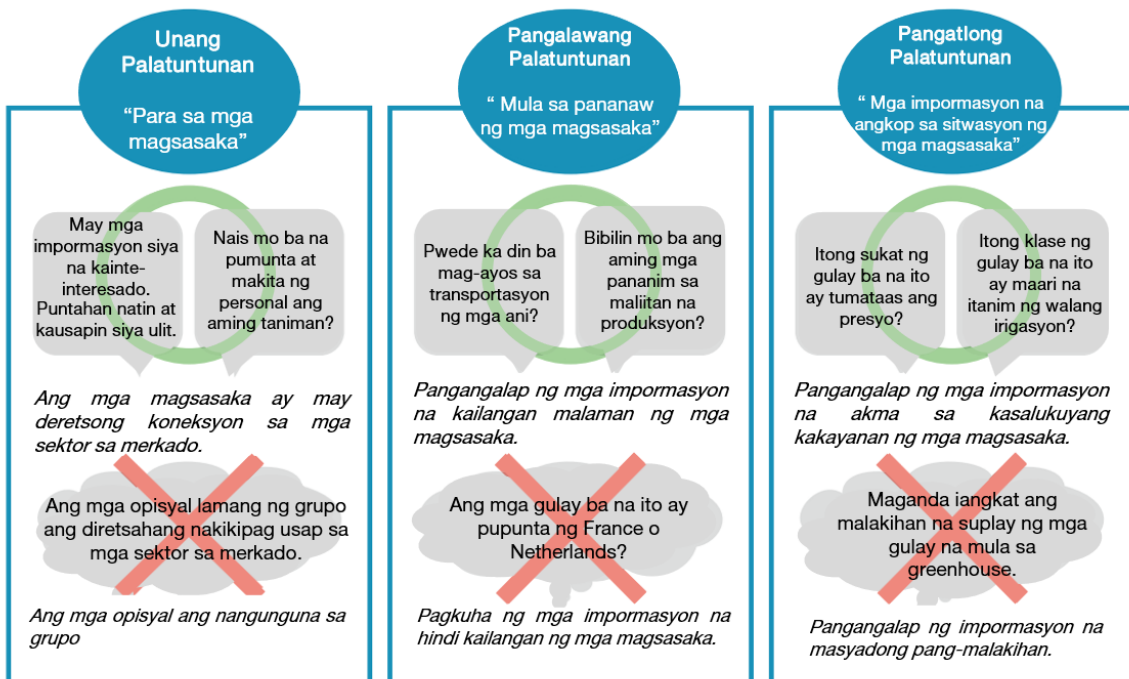 Unang
Palatuntunan
“Para sa mga
magsasaka”
May mga
impormasyon siya
na kainte-
interesado.
Puntahan natin at
kausapin siya ulit.
Nais mo ba na
pumunta at
makita ng
personal ang
aming taniman?
Ang mga magsasaka ay may
deretsong koneksyon sa mga
sektor sa merkado.
Ang mga opisyal lamang ng grupo
ang diretsahang nakikipag usap sa
mga sektor sa merkado.
Ang mga opisyal ang nangunguna sa
grupo
Pangalawang
Palatuntunan
“ Mula sa pananaw
ng mga magsasaka”
Pwede ka din ba
mag-ayos sa
transportasyon
ng mga ani?
Bibilin mo ba ang
aming mga
pananim sa
maliitan na
produksyon?
Pangangalap ng mga impormasyon
na kailangan malaman ng mga
magsasaka.
Ang mga gulay ba na ito ay
pupunta ng France o
Netherlands?
Pagkuha ng mga impormasyon na
hindi kailangan ng mga magsasaka.
Pangatlong
Palatuntunan
“ Mga impormasyon na
angkop sa sitwasyon ng
mga magsasaka”
Itong sukat ng
gulay ba na ito
ay tumataas ang
presyo?
Itong klase ng
gulay ba na ito
ay maari na
itanim ng walang
irigasyon?
Pangangalap ng mga impormasyon
na akma sa kasalukuyang
kakayanan ng mga magsasaka.
Maganda iangkat ang
malakihan na suplay ng mga
gulay na mula sa
greenhouse.
Pangangalap ng impormasyon na
masyadong pang-malakihan.